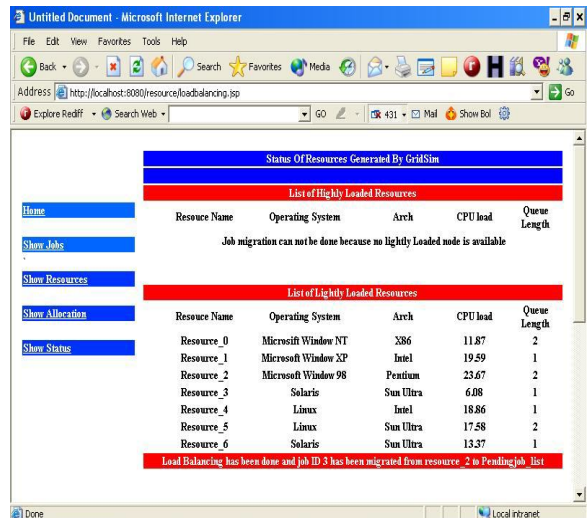 Untitled Document - Microsoft Internet Explorer
File Edit View Favorites Tools Help
Back Search Favorites Media
Address http://localhost:8080/resource/loadbalancing.jsp Go
Explore Rediff Search Web GO 431 Mail Show Bol
Status Of Resources Generated By GridSim
List of Highly Loaded Resources
Home
Show Jobs
Show Resources
Show Allocation
Show Status
Resouce Name Operating System Arch CPU load Queue Length
Job migration can not be done because no lightly Loaded node is available
List of Lightly Loaded Resources
Resouce Name Operating System Arch CPU load Queue Length
Resource_0 Microsift Window NT X86 11.87 2
Resource_1 Microsoft Window XP Intel 19.59 1
Resource_2 Microsoft Window 98 Pentium 23.67 2
Resource_3 Solaris Sun Ultra 6.08 1
Resource_4 Linux Intel 18.86 1
Resource_5 Linux Sun Ultra 17.58 2
Resource_6 Solaris Sun Ultra 13.37 1
Load Balancing has been done and job ID 3 has been migrated from resource_2 to Pendingjob_list
Done Local intranet